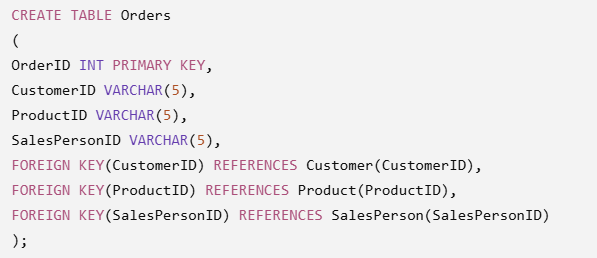 CREATE TABLE Orders
(
OrderID INT PRIMARY KEY,
CustomerID VARCHAR(5),
ProductID VARCHAR(5),
SalesPersonID VARCHAR(5),
FOREIGN KEY(CustomerID) REFERENCES Customer(CustomerID),
FOREIGN KEY(ProductID) REFERENCES Product(ProductID),
FOREIGN KEY(SalesPersonID) REFERENCES SalesPerson(SalesPersonID)
);